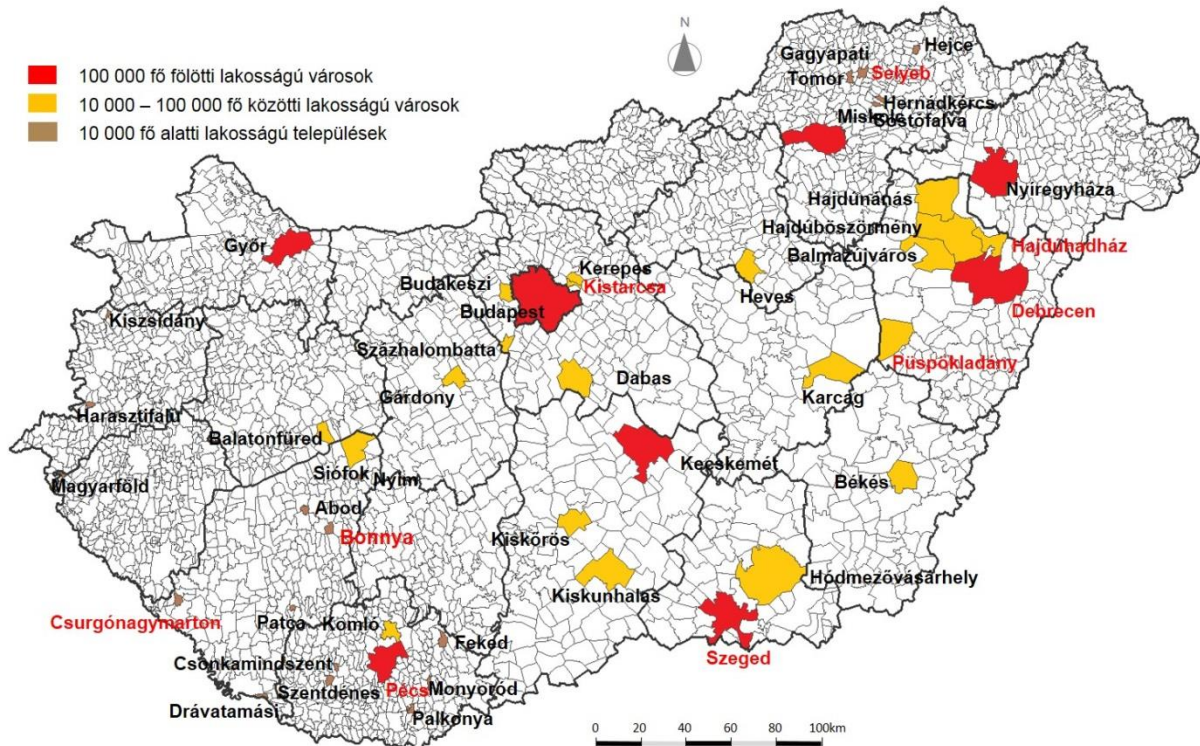 N
100 000 fő fölötti lakosságú városok
10 000 – 100 000 fő közötti lakosságú városok
10 000 fő alatti lakosságú települések
Hejce
Gagyapáti
Selyeb
Tomor
Hernádkércs
Sóstófalva
Miskolc
Nyíregyháza
Hajdúnánás
Hajdúböszörmény
Hajdúhadház
Balmazújváros
Debrecen
Győr
Kerepes
Kistarcsa
Budakeszi
Budapest
Heves
Kiszsidány
Százhalombatta
Püspökladány
Dabas
Karcag
Gárdony
Harasztifalu
Balatonfüred
Kecskemét
Siófok
Nyim
Magyarföld
Békés
Abod
Bonnya
Kiskőrös
Hódmezővásárhely
Kiskunhalas
Csurgónagymarton
Patca
Komló
Feked
Szeged
Csonkamindszent
Szentdénes
Pécs
Monyoród
Drávatamási
Palkonya
0 20 40 60 80 100km